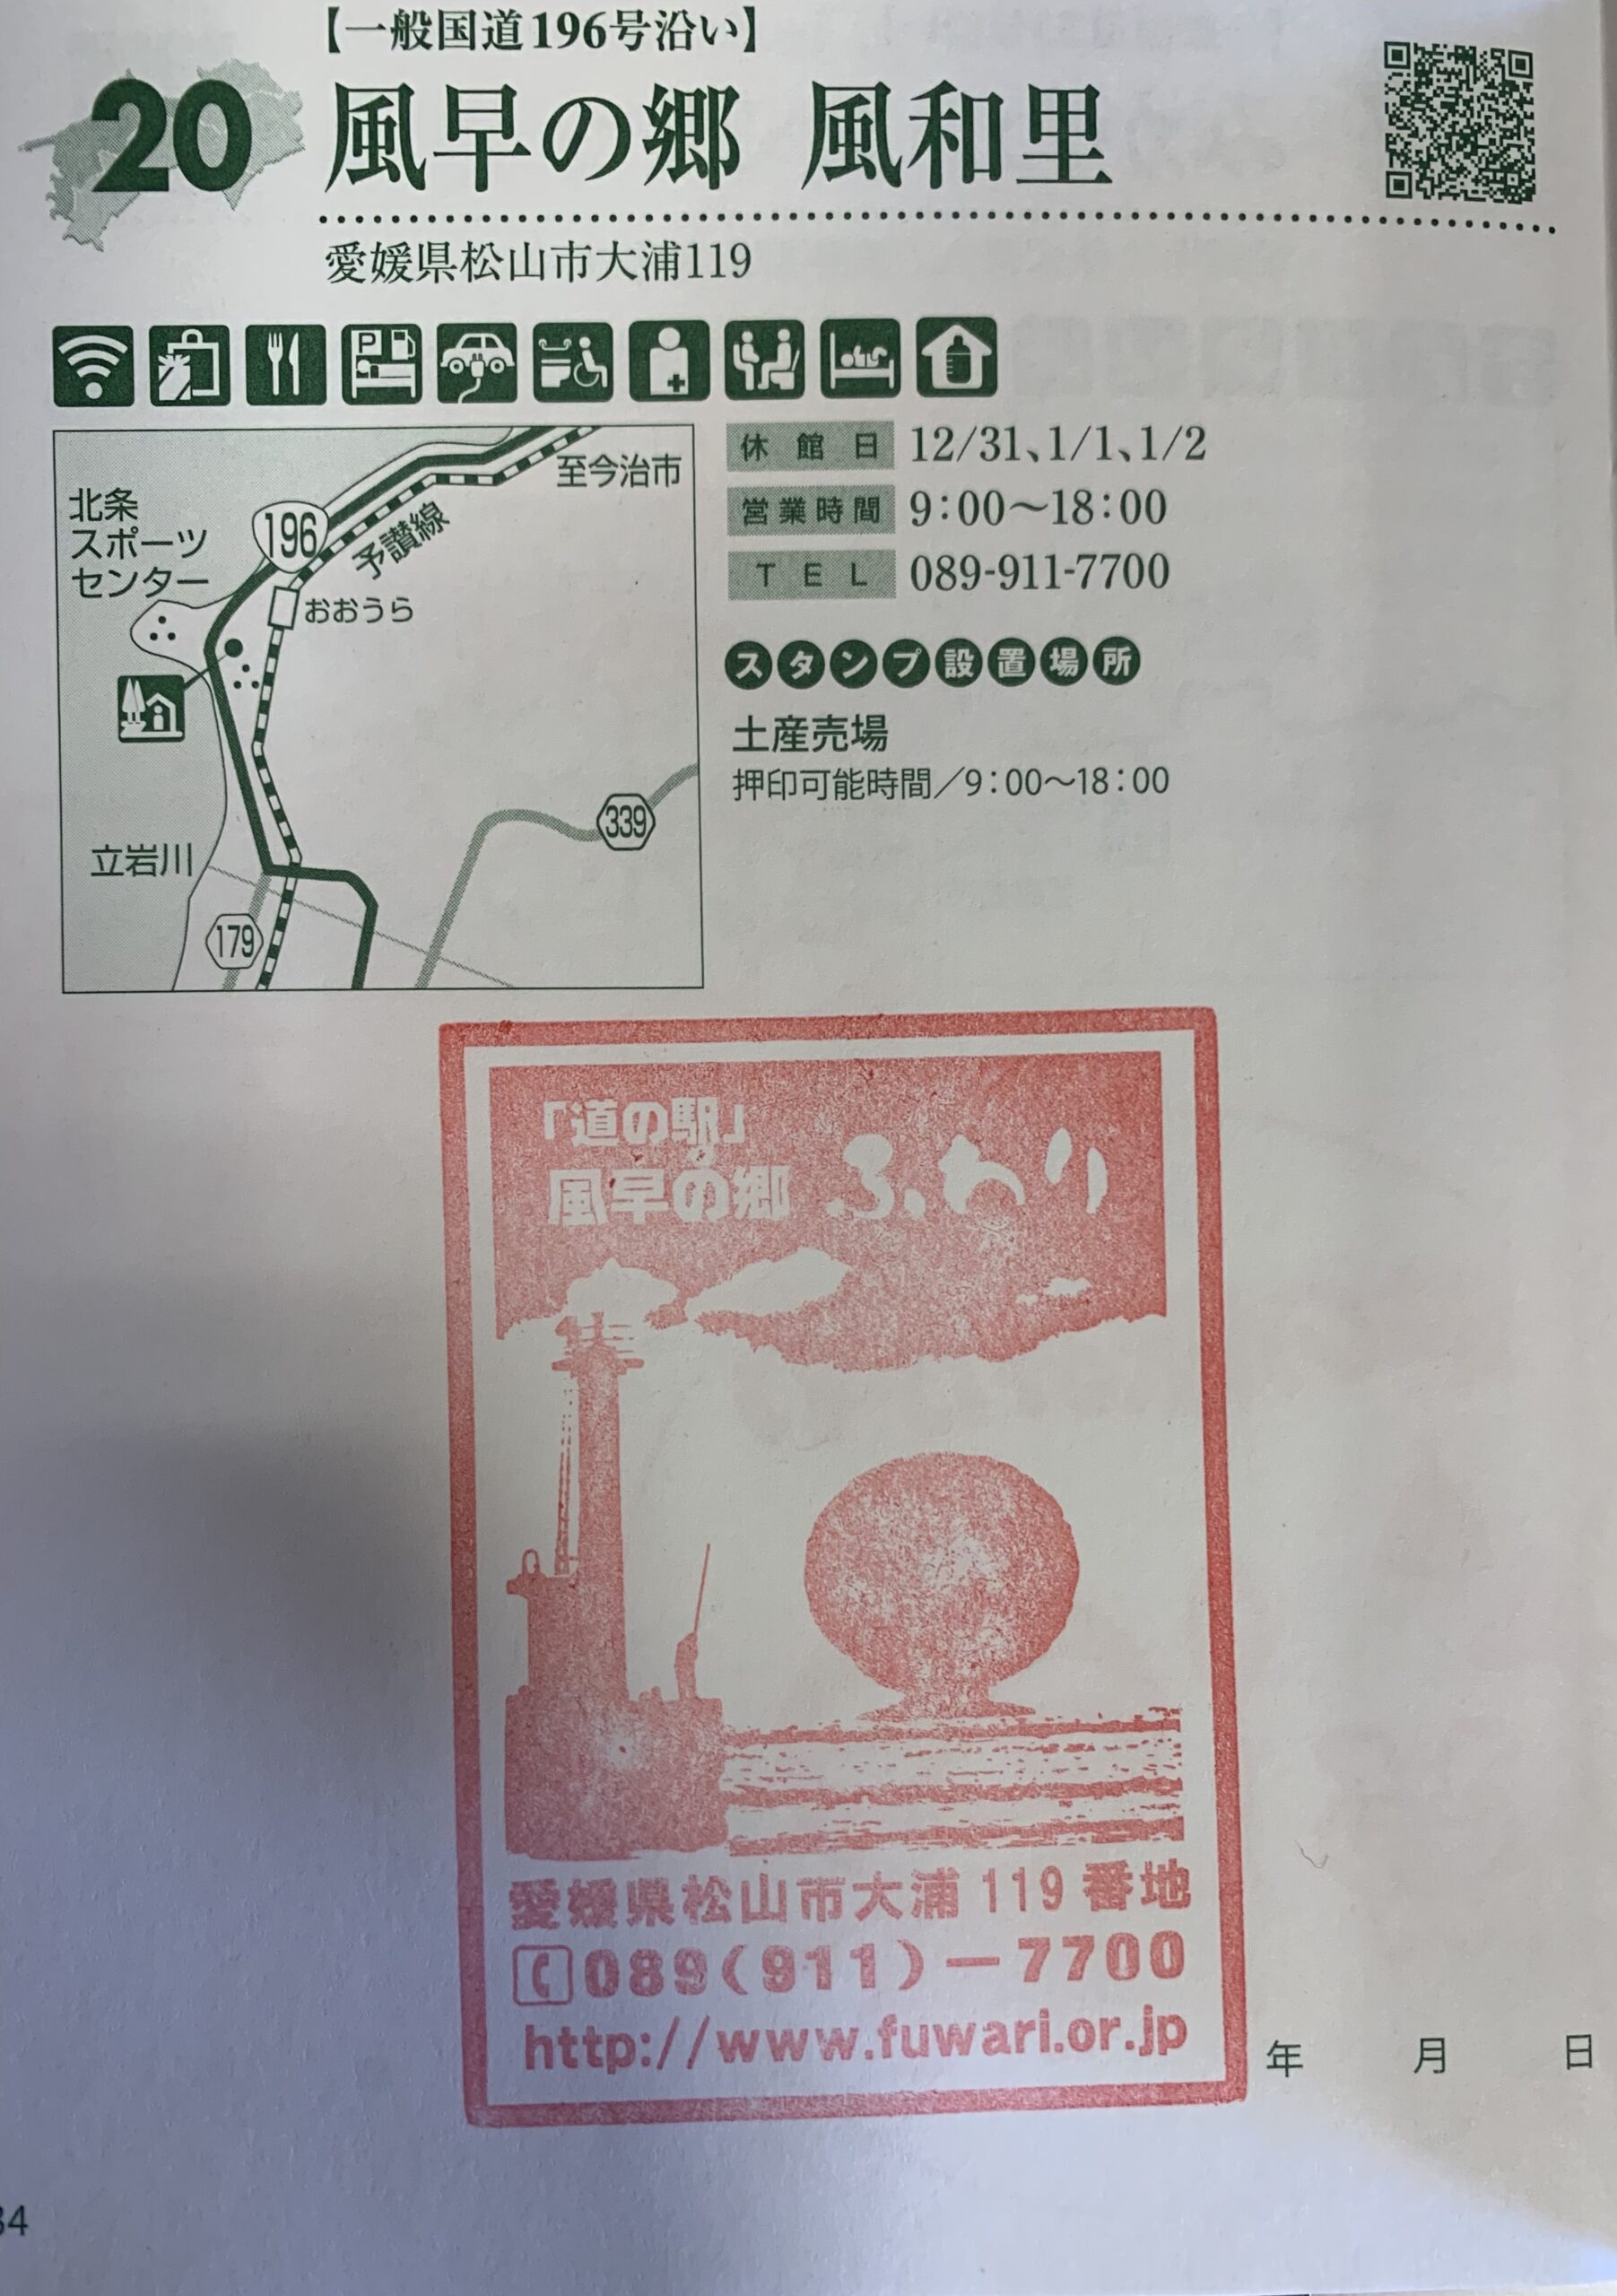 【一般国道196号沿い】
20
風早の郷 風和里
愛媛県松山市大浦119
P
北条
スポーツ
センター
196
至今治市
予讃線
おおうら
立岩川
339
179
休館日 12/31、1/1、1/2
営業時間 9:00〜18:00
TEL 089-911-7700
スタンプ設置場所
土産売場
押印可能時間/9:00〜18:00
「道の駅」
風早の郷 ふわり
愛媛県松山市大浦119番地
089(911)-7700
http://www.fuwari.or.jp
年 月 日
34